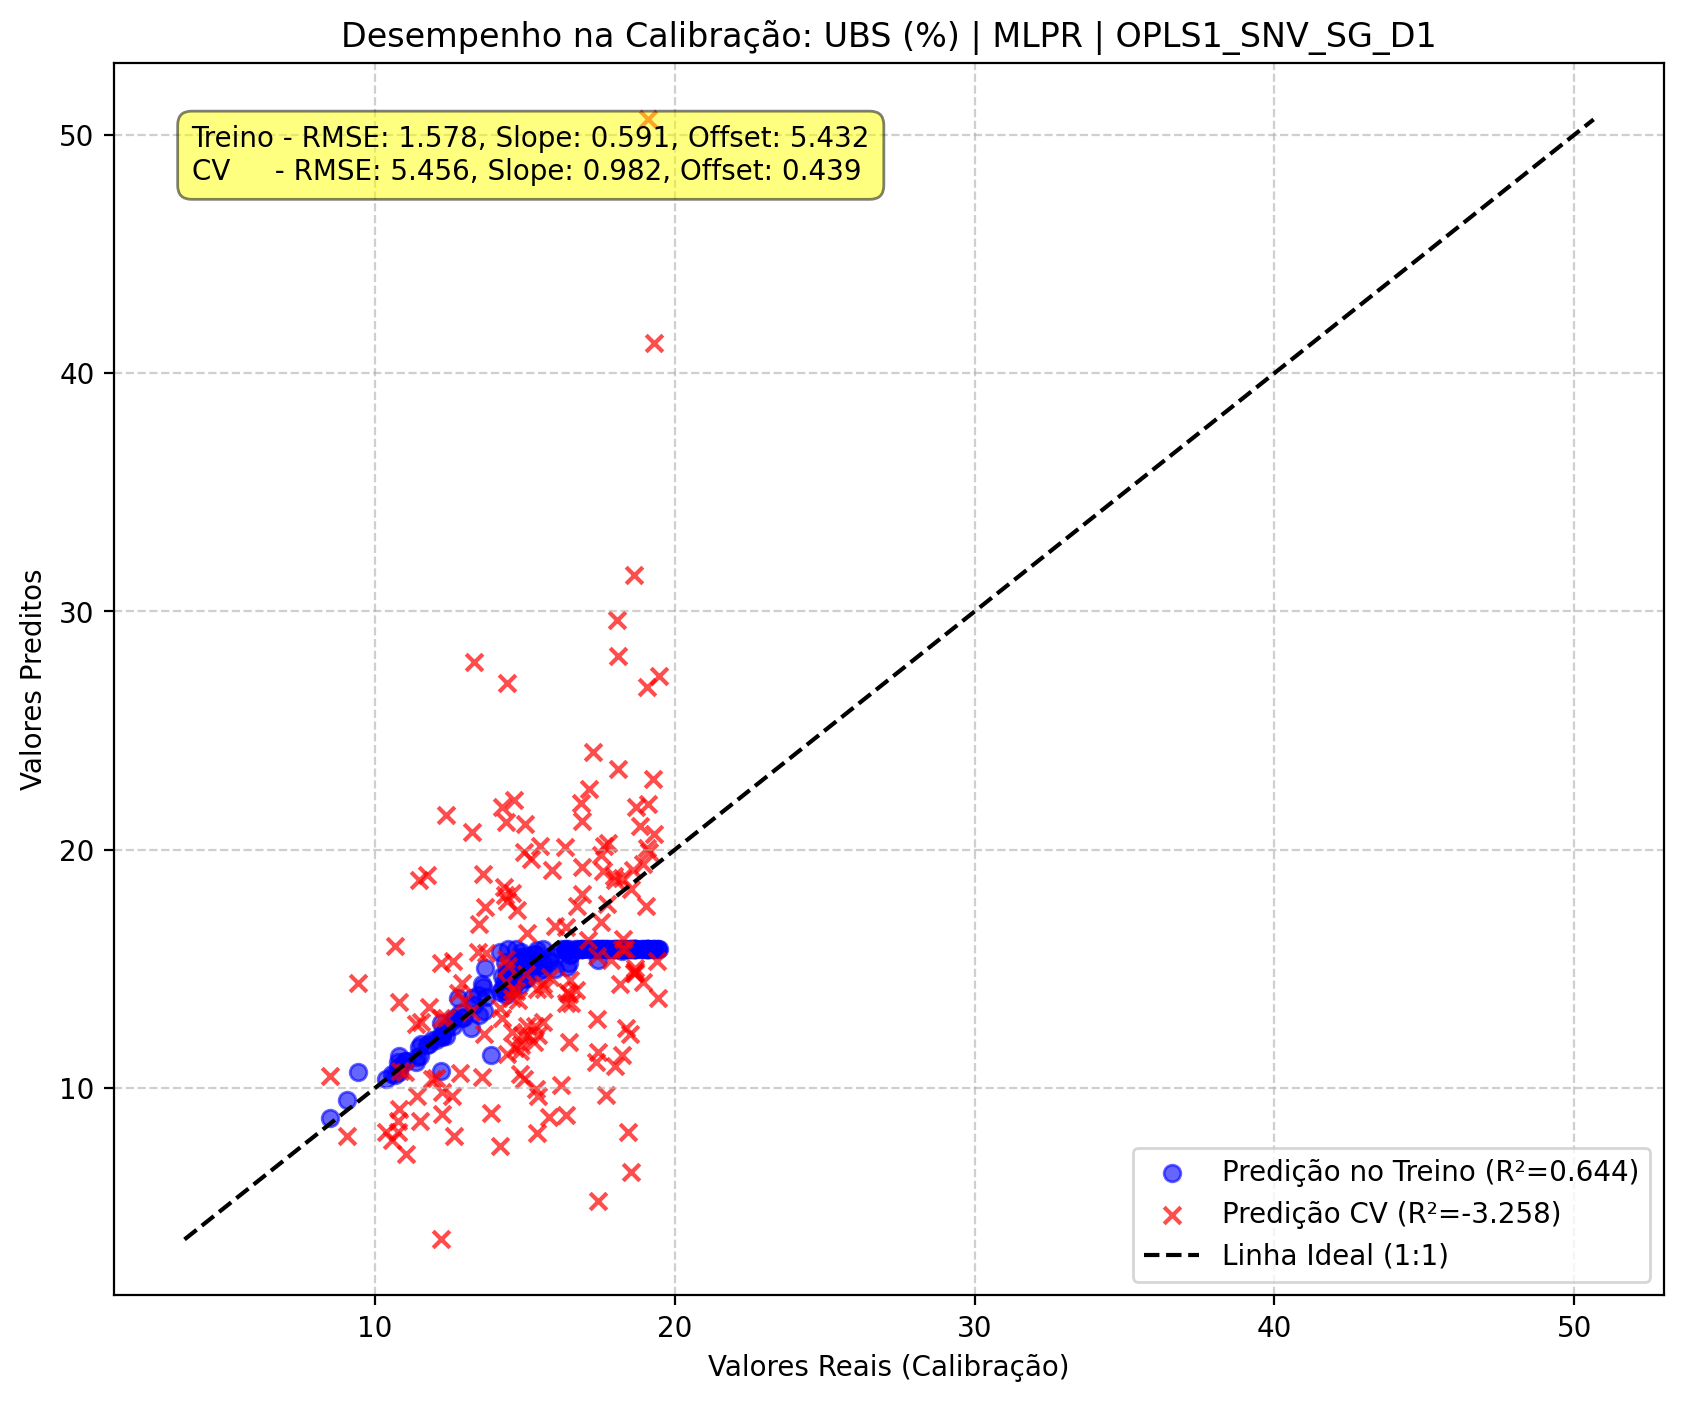 Desempenho na Calibração: UBS (%) | MLPR | OPLS1_SNV_SG_D1
Treino - RMSE: 1.578, Slope: 0.591, Offset: 5.432
CV     - RMSE: 5.456, Slope: 0.982, Offset: 0.439
Valores Preditos
50
40
30
20
10
Predição no Treino (R²=0.644)
Predição CV (R²=-3.258)
Linha Ideal (1:1)
10 20 30 40 50
Valores Reais (Calibração)